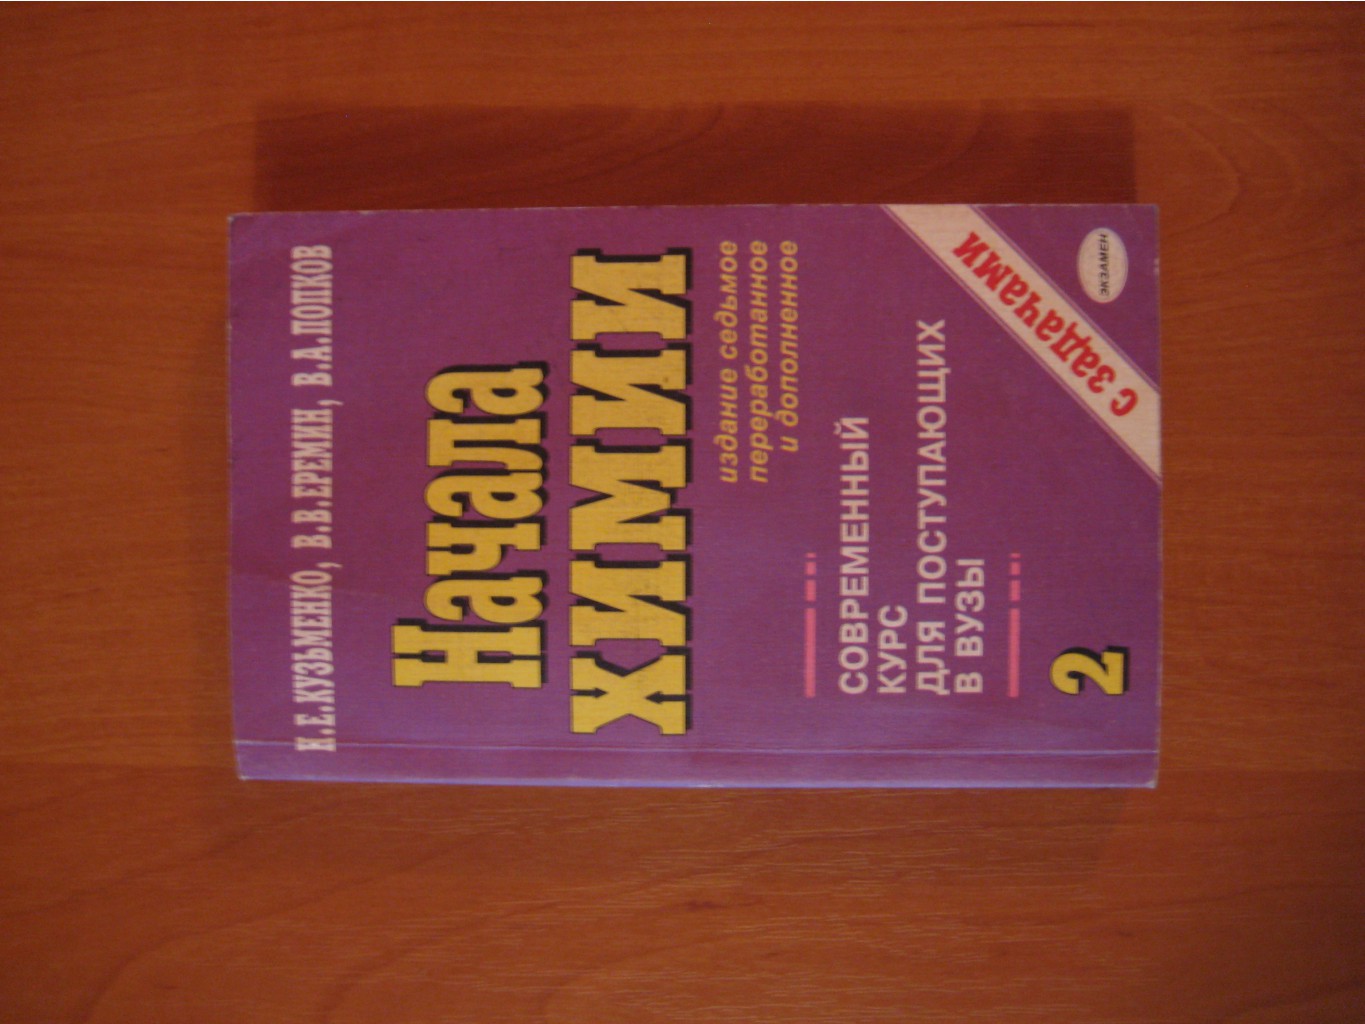 Н.Е.КУЗЬМЕНКО, В.В.ЕРЕМИН, В.А.ПОПКОВ
Начала
ХИМИИ
издание седьмое
переработанное
и дополненное
СОВРЕМЕННЫЙ
КУРС
ДЛЯ ПОСТУПАЮЩИХ
В ВУЗЫ
2
с задачами
ЭКЗАМЕН